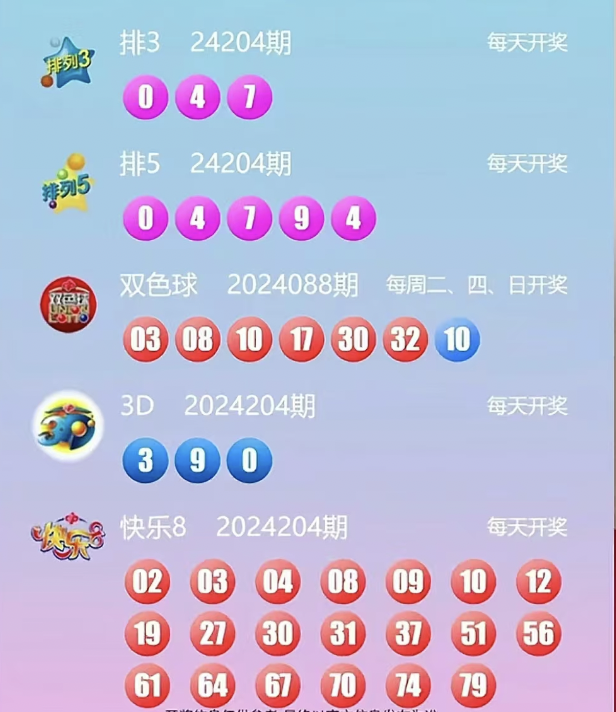 排列3
排3 24204期 每天开奖
0 4 7
排列5
排5 24204期 每天开奖
0 4 7 9 4
双色球
UNION
LOTTO
双色球 2024088期 每周二、四、日开奖
03 08 10 17 30 32 10
3D 2024204期 每天开奖
3 9 0
快乐8
快乐8 2024204期 每天开奖
02 03 04 08 09 10 12
19 27 30 31 37 51 56
61 64 67 70 74 79